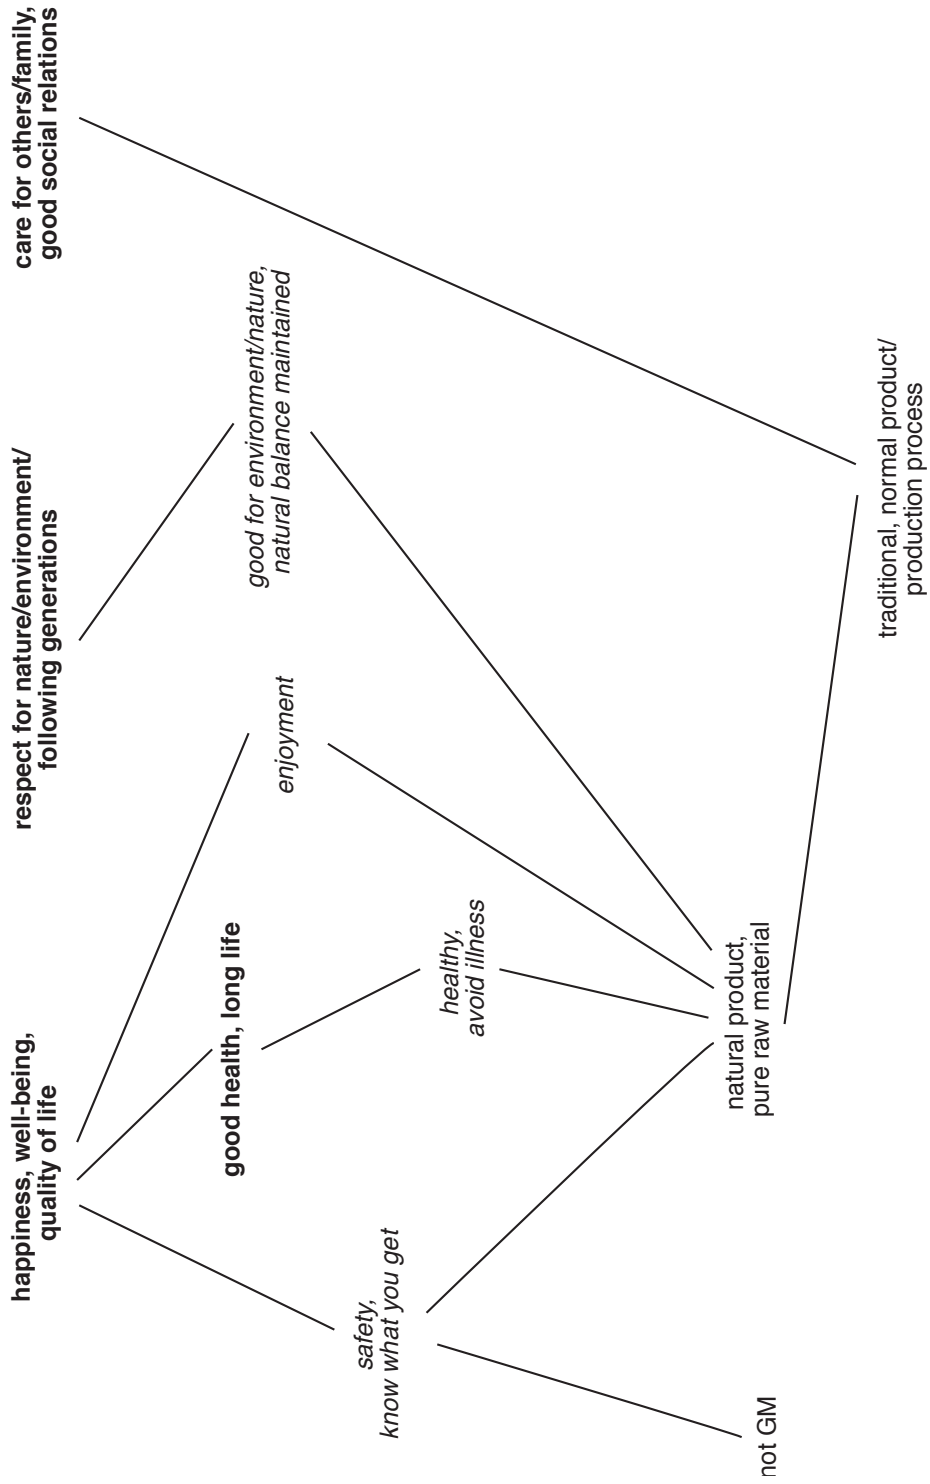 happiness, well-being,
quality of life
respect for nature/environment/
following generations
care for others/family,
good social relations
good health, long life
enjoyment
good for environment/nature,
natural balance maintained
safety,
know what you get
healthy,
avoid illness
not GM
natural product,
pure raw material
traditional, normal product/
production process